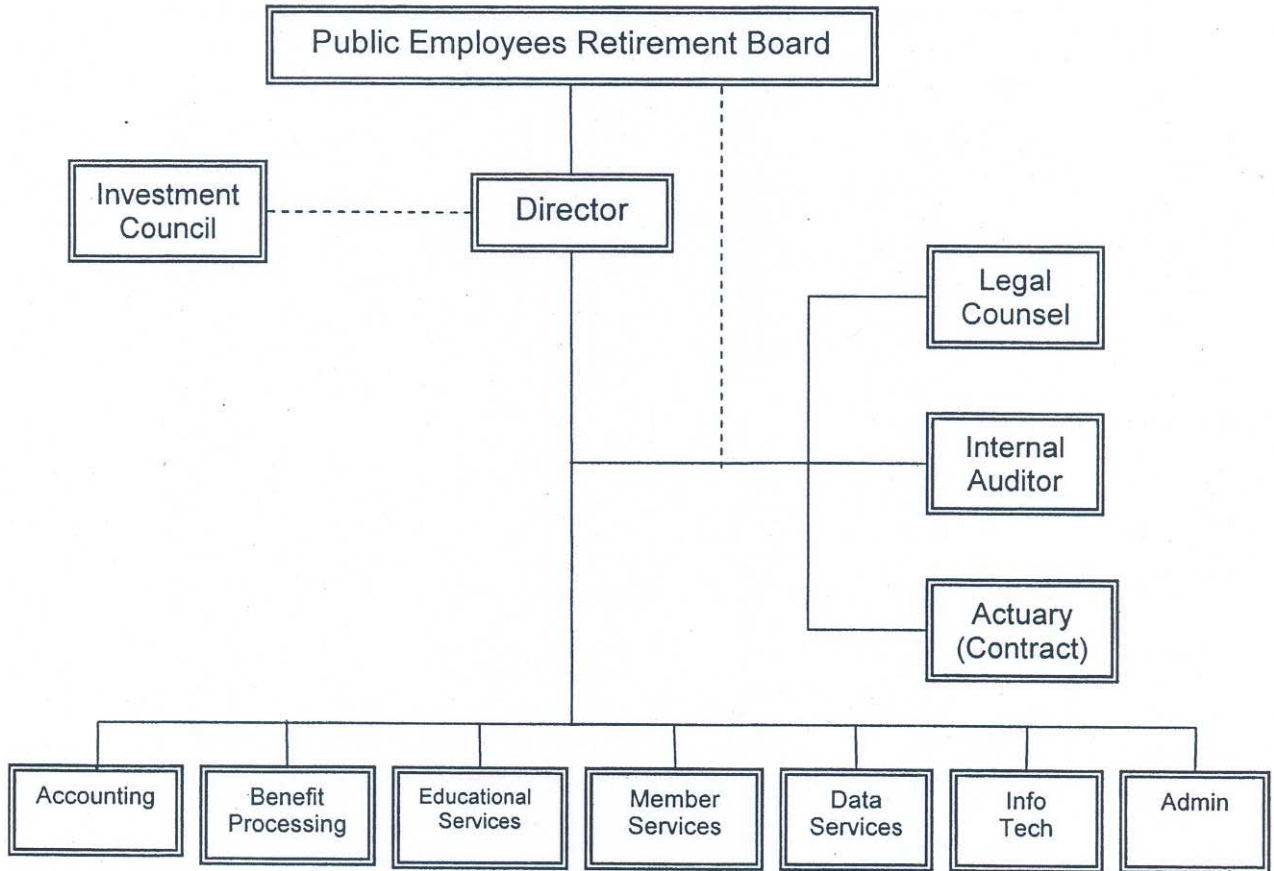 Public Employees Retirement Board
Investment
Council
Director
Legal
Counsel
Internal
Auditor
Actuary
(Contract)
Accounting
Benefit
Processing
Educational
Services
Member
Services
Data
Services
Info
Tech
Admin